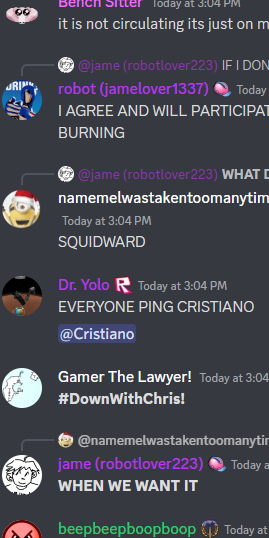 Bench Sitter Today at 3:04 PM
it is not circulating its just on m
@jame (robotlover223) IF I DON
DRINK
robot (jamelover1337) Today
I AGREE AND WILL PARTICIPAT
BURNING
@jame (robotlover223) WHAT D
namemelwastakentoomanytim
Today at 3:04 PM
SQUIDWARD
Dr. Yolo Today at 3:04 PM
EVERYONE PING CRISTIANO
@Cristiano
Gamer The Lawyer! Today at 3:04
#DownWithChris!
@namemelwastakentoomanytim
jame (robotlover223) Today a
WHEN WE WANT IT
beepbeepboopboop Today at